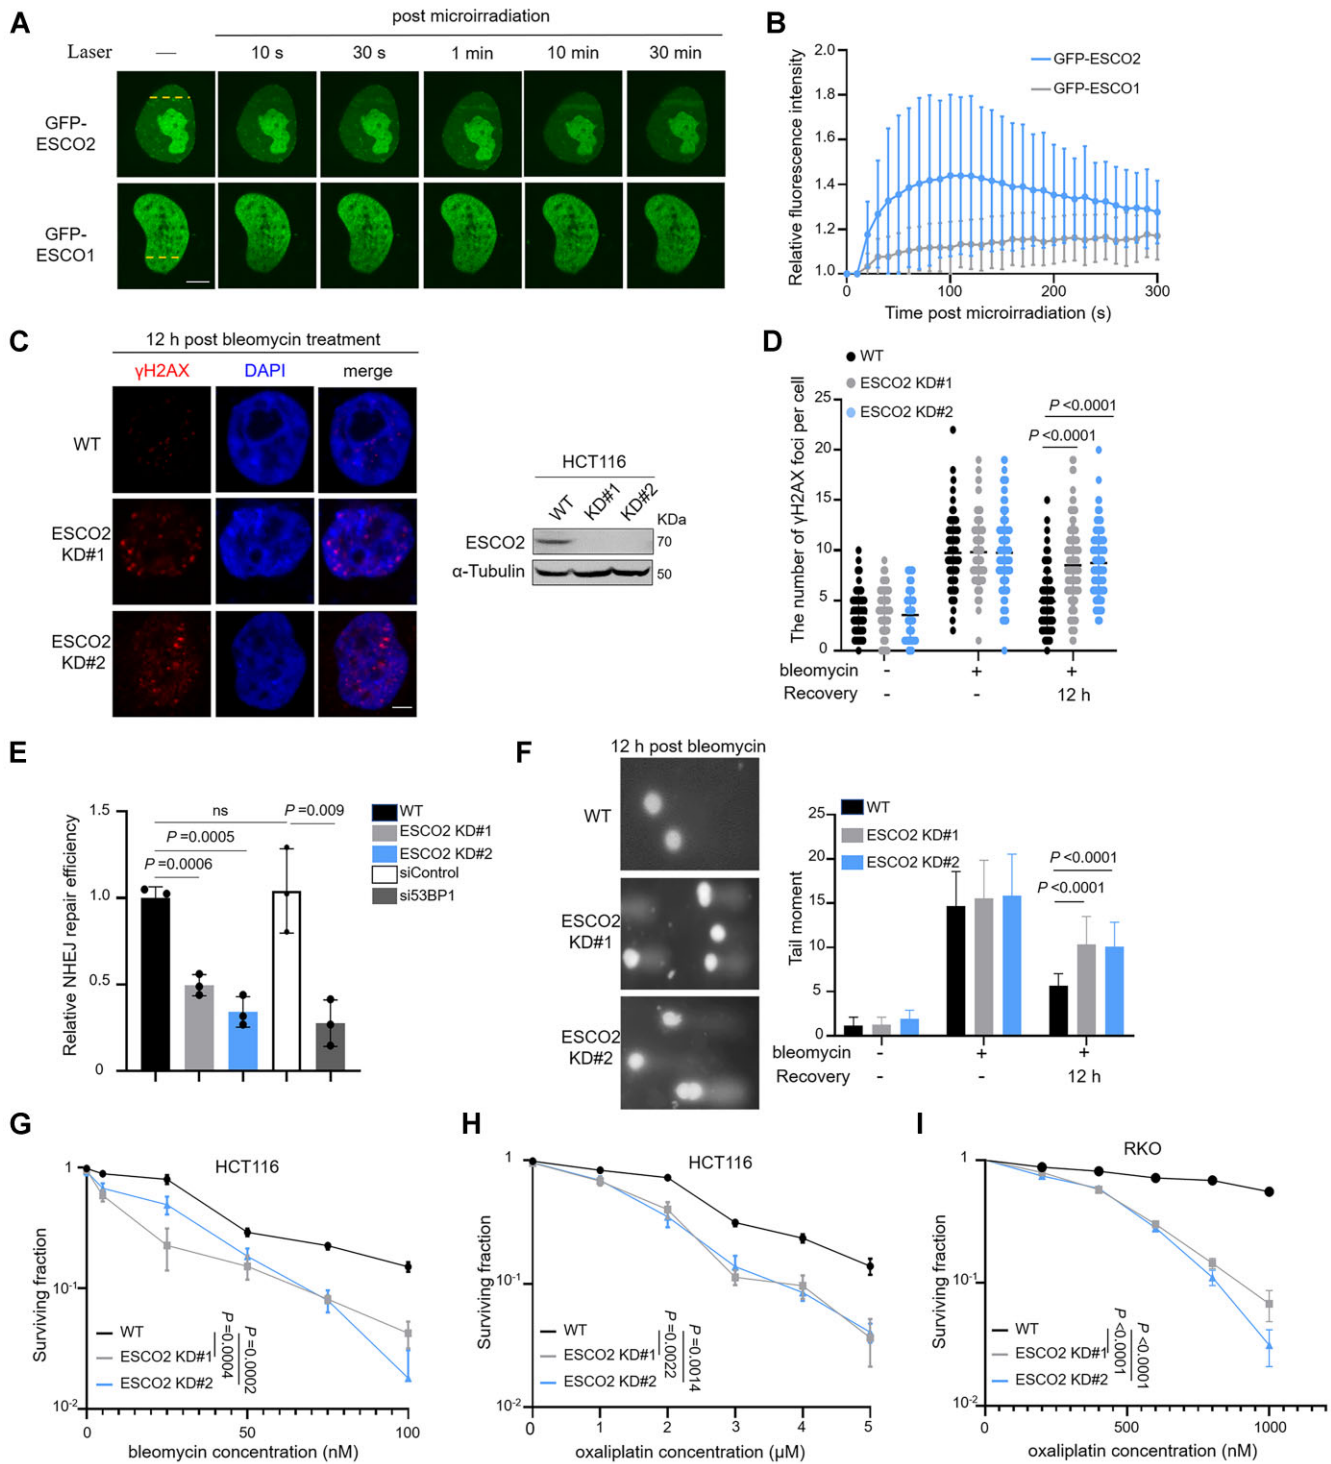 A
post microirradiation
Laser — 10 s 30 s 1 min 10 min 30 min
GFP-
ESCO2
GFP-
ESCO1
B
Relative fluorescence intensity
2.0
1.8
1.6
1.4
1.2
1.0
GFP-ESCO2
GFP-ESCO1
0 100 200 300
Time post microirradiation (s)
C
12 h post bleomycin treatment
γH2AX DAPI merge
WT
ESCO2
KD#1
ESCO2
KD#2
HCT116
WT KD#1 KD#2
KDa
ESCO2 70
α-Tubulin 50
D
WT
ESCO2 KD#1
ESCO2 KD#2
The number of γH2AX foci per cell
25
20
15
10
5
0
P <0.0001
P <0.0001
bleomycin - + +
Recovery - - 12 h
E
Relative NHEJ repair efficiency
1.5
1.0
0.5
0
ns
P =0.009
P =0.0005
P =0.0006
WT
ESCO2 KD#1
ESCO2 KD#2
siControl
si53BP1
F
12 h post bleomycin
WT
ESCO2
KD#1
ESCO2
KD#2
WT
ESCO2 KD#1
ESCO2 KD#2
Tail moment
25
20
15
10
5
0
P <0.0001
P <0.0001
bleomycin - + +
Recovery - - 12 h
G
HCT116
Surviving fraction
1
10-1
10-2
WT
ESCO2 KD#1
ESCO2 KD#2
P =0.0004
P =0.0002
0 50 100
bleomycin concentration (nM)
H
HCT116
Surviving fraction
1
10-1
10-2
WT
ESCO2 KD#1
ESCO2 KD#2
P =0.0022
P =0.0014
0 1 2 3 4 5
oxaliplatin concentration (μM)
I
RKO
Surviving fraction
1
10-1
10-2
WT
ESCO2 KD#1
ESCO2 KD#2
P <0.0001
P <0.0001
0 500 1000
oxaliplatin concentration (nM)